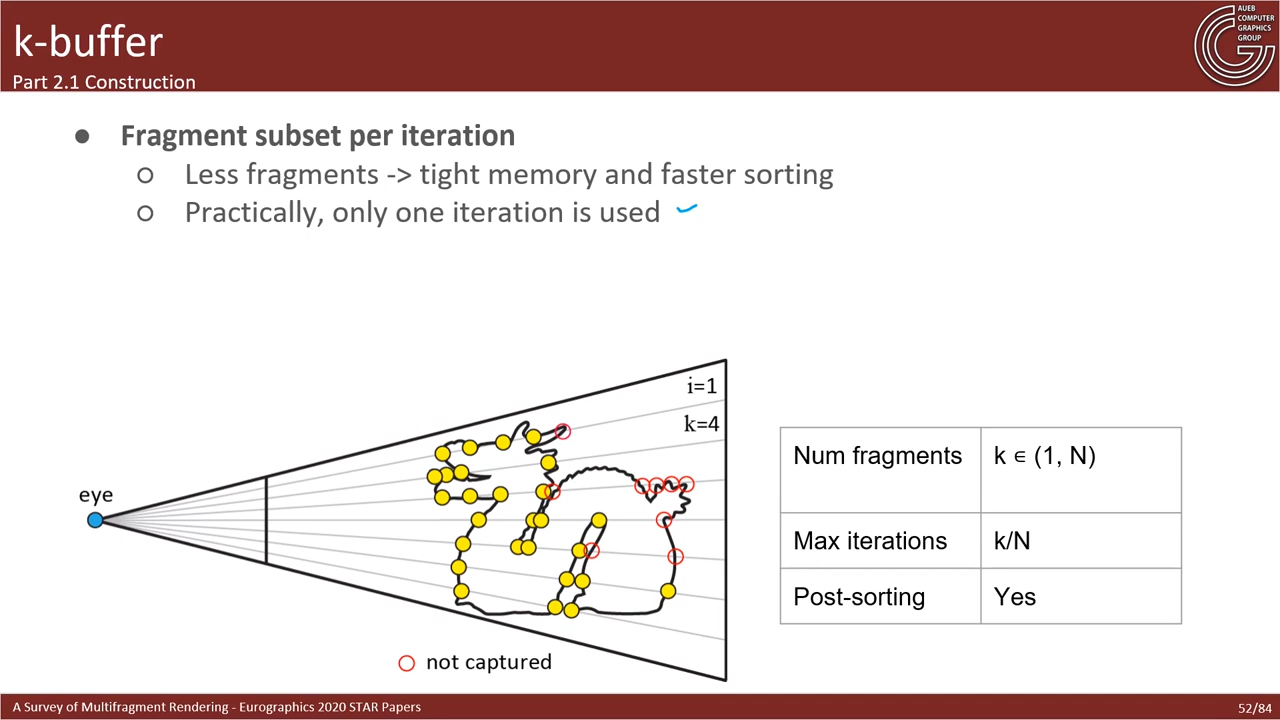 k-buffer
Part 2.1 Construction
AUEB
COMPUTER
GRAPHICS
GROUP
● Fragment subset per iteration
○ Less fragments -> tight memory and faster sorting
○ Practically, only one iteration is used
i=1
k=4
eye
not captured
Num fragments k ∈ (1, N)
Max iterations k/N
Post-sorting Yes
A Survey of Multifragment Rendering - Eurographics 2020 STAR Papers
52/84